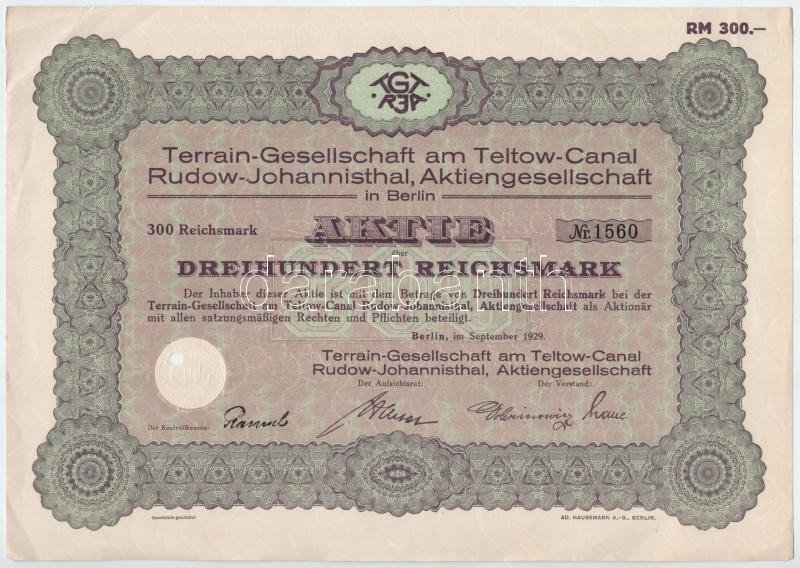 RM 300.—
TGT
R·E·A
Terrain-Gesellschaft am Teltow-Canal
Rudow-Johannisthal, Aktiengesellschaft
in Berlin
300 Reichsmark AKTIE Nr. 1560
über
DREIHUNDERT REICHSMARK
darabanth
Der Inhaber dieser Aktie ist mit dem Betrage von Dreihundert Reichsmark bei der
Terrain-Gesellschaft am Teltow-Canal Rudow-Johannisthal, Aktiengesellschaft als Aktionär
mit allen satzungsmäßigen Rechten und Pflichten beteiligt.
Berlin, im September 1929.
Terrain-Gesellschaft am Teltow-Canal
Rudow-Johannisthal, Aktiengesellschaft
Der Aufsichtsrat: Der Vorstand:
Der Kontrollbeamte:
Gesetzlich geschützt. AD. HAUSSMANN A.-G., BERLIN.